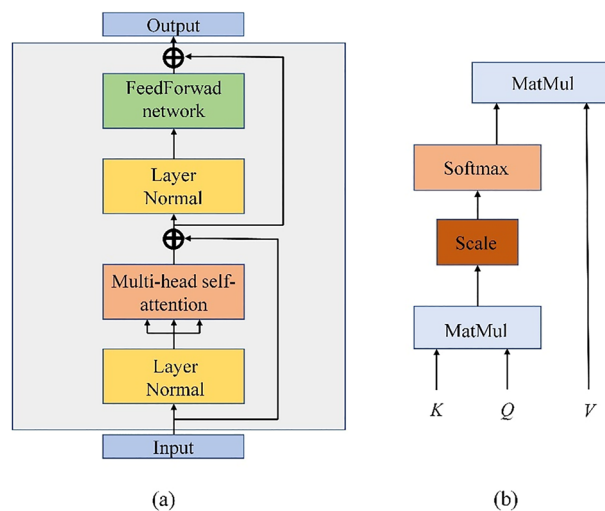 Output
FeedForwad
network
Layer
Normal
Multi-head self-
attention
Layer
Normal
Input
(a)
MatMul
Softmax
Scale
MatMul
K Q V
(b)